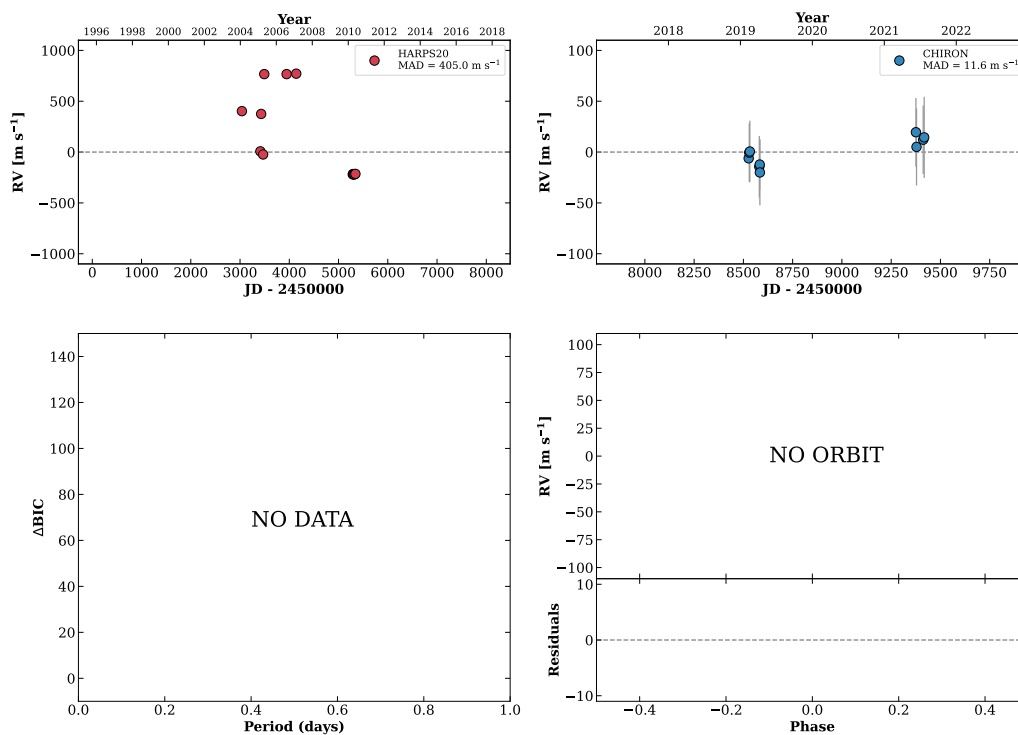 Year
1996 1998 2000 2002 2004 2006 2008 2010 2012 2014 2016 2018
HARPS20
MAD = 405.0 m s⁻¹
RV [m s⁻¹]
1000
500
0
−500
−1000
0 1000 2000 3000 4000 5000 6000 7000 8000
JD - 2450000
Year
2018 2019 2020 2021 2022
CHIRON
MAD = 11.6 m s⁻¹
RV [m s⁻¹]
100
50
0
−50
−100
8000 8250 8500 8750 9000 9250 9500 9750
JD - 2450000
ΔBIC
140
120
100
80
60
40
20
0
NO DATA
0.0 0.2 0.4 0.6 0.8 1.0
Period (days)
RV [m s⁻¹]
100
75
50
25
0
−25
−50
−75
−100
NO ORBIT
Residuals
10
0
−10
−0.4 −0.2 0.0 0.2 0.4
Phase